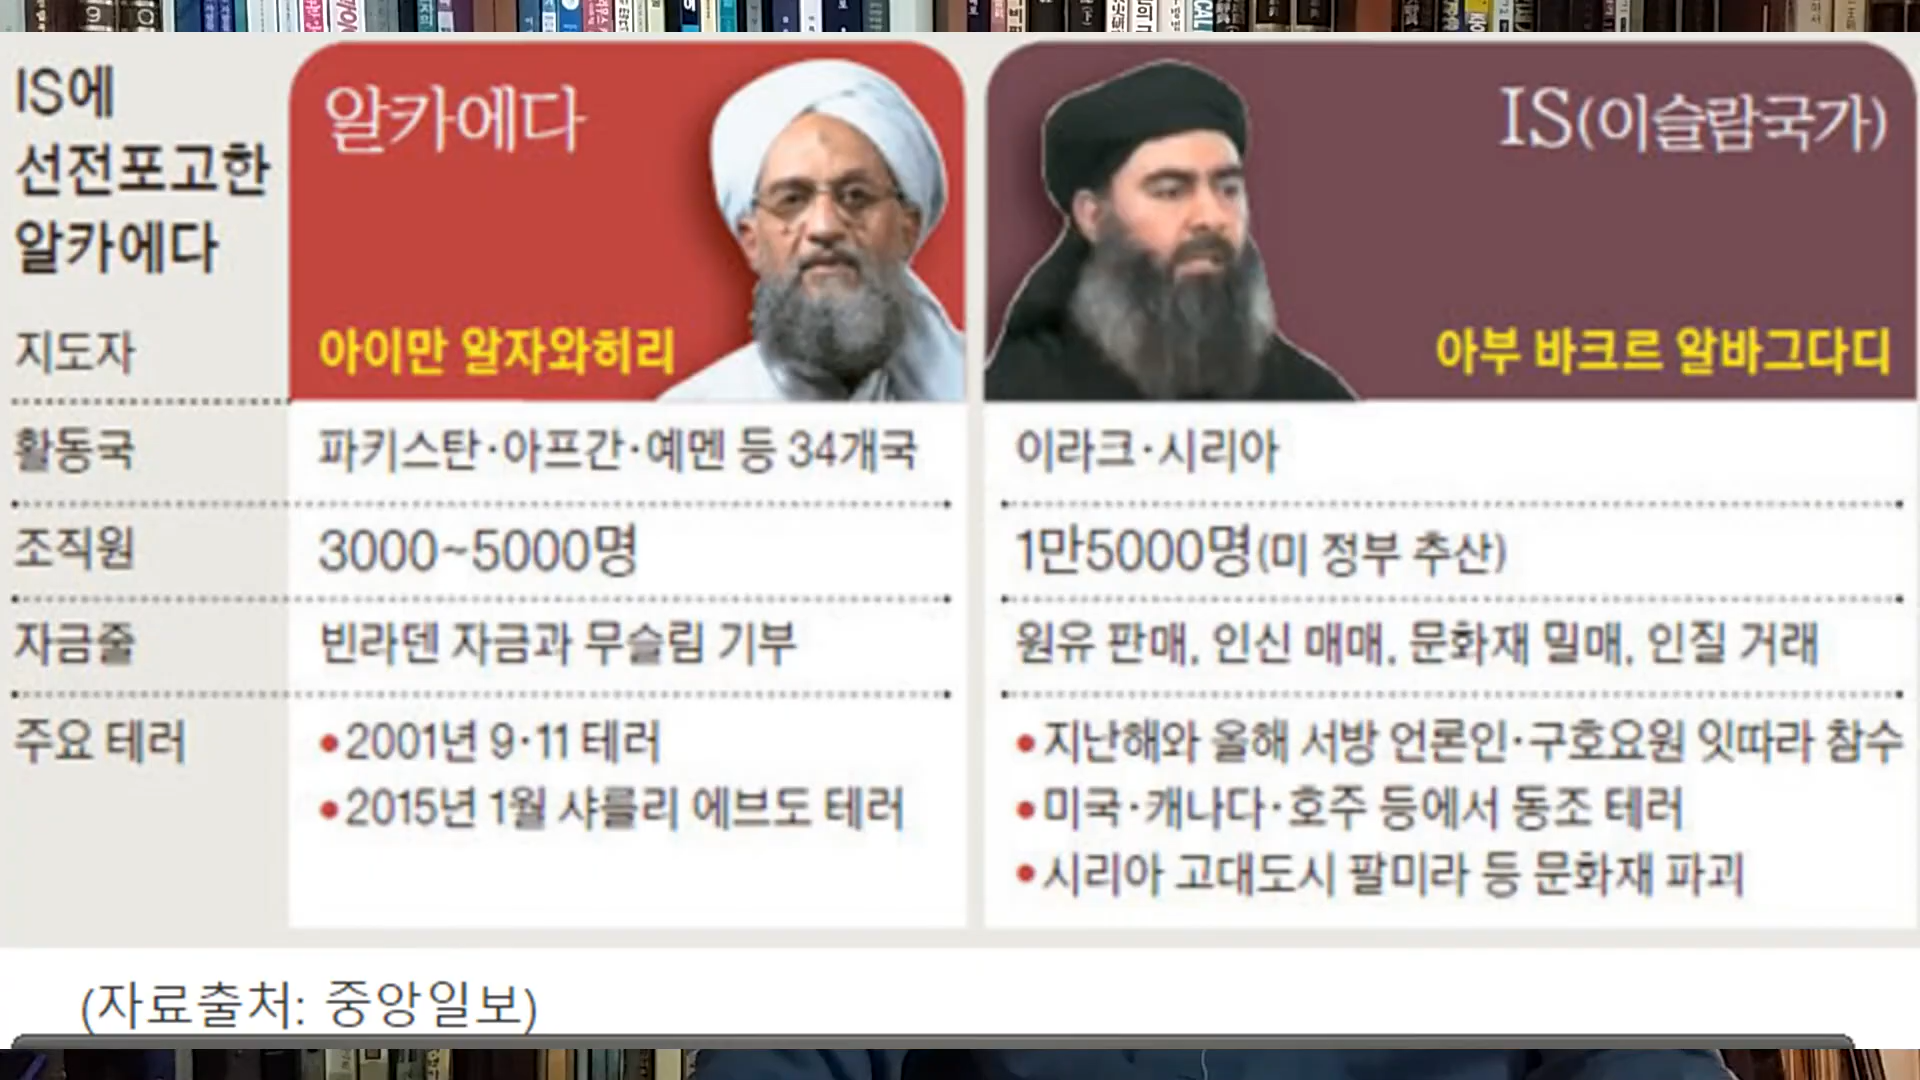 IS에
선전포고한
알카에다
알카에다
IS(이슬람국가)
지도자
아이만 알자와히리
아부 바크르 알바그다디
활동국
파키스탄·아프간·예멘 등 34개국
이라크·시리아
조직원
3000~5000명
1만5000명(미 정부 추산)
자금줄
빈라덴 자금과 무슬림 기부
원유 판매, 인신 매매, 문화재 밀매, 인질 거래
주요 테러
●2001년 9·11 테러
●2015년 1월 샤를리 에브도 테러
●지난해와 올해 서방 언론인·구호요원 잇따라 참수
●미국·캐나다·호주 등에서 동조 테러
●시리아 고대도시 팔미라 등 문화재 파괴
(자료출처: 중앙일보)